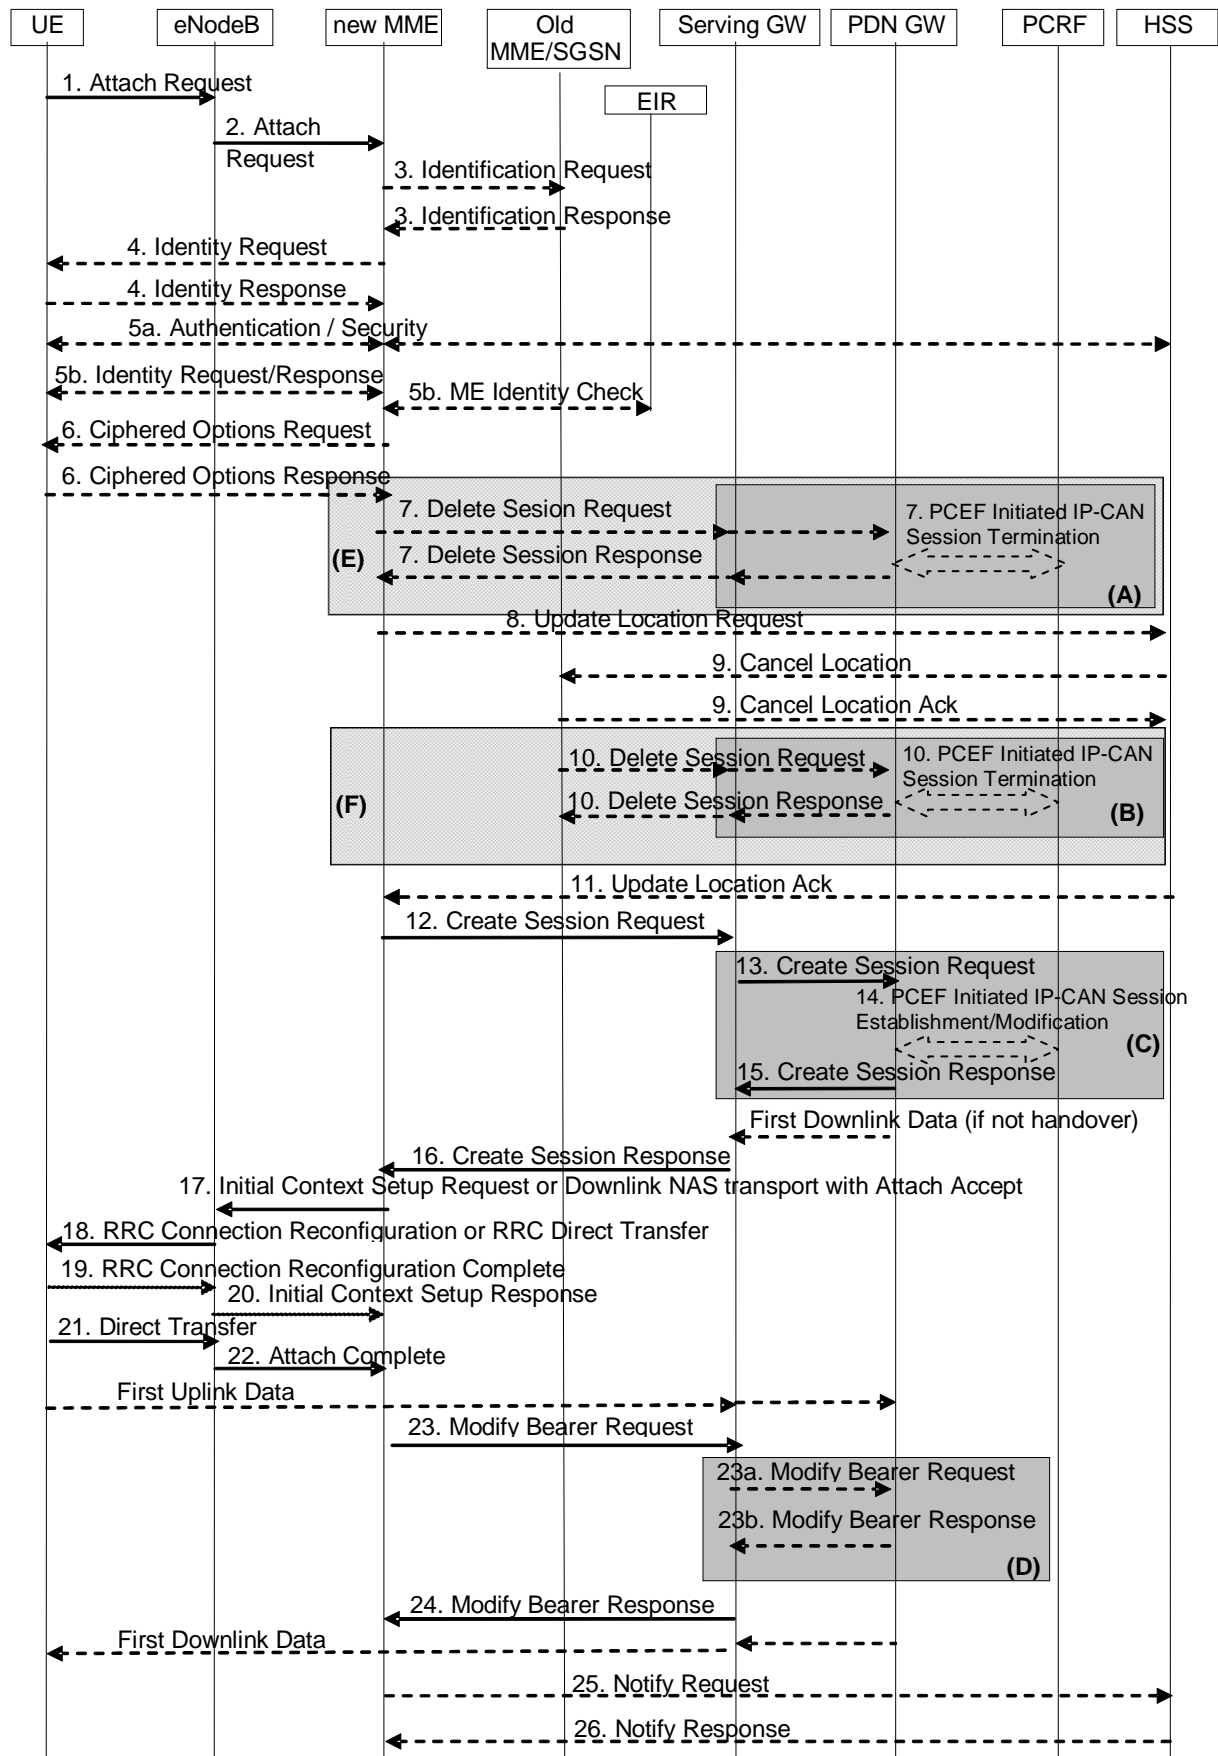 UE
eNodeB
new MME
Old
MME/SGSN
Serving GW
PDN GW
PCRF
HSS
EIR
1. Attach Request
2. Attach
Request
3. Identification Request
3. Identification Response
4. Identity Request
4. Identity Response
5a. Authentication / Security
5b. Identity Request/Response
5b. ME Identity Check
6. Ciphered Options Request
6. Ciphered Options Response
7. Delete Sesion Request
7. PCEF Initiated IP-CAN
Session Termination
(E)
7. Delete Session Response
(A)
8. Update Location Request
9. Cancel Location
9. Cancel Location Ack
10. Delete Session Request
10. PCEF Initiated IP-CAN
Session Termination
(F)
10. Delete Session Response
(B)
11. Update Location Ack
12. Create Session Request
13. Create Session Request
14. PCEF Initiated IP-CAN Session
Establishment/Modification
(C)
15. Create Session Response
First Downlink Data (if not handover)
16. Create Session Response
17. Initial Context Setup Request or Downlink NAS transport with Attach Accept
18. RRC Connection Reconfiguration or RRC Direct Transfer
19. RRC Connection Reconfiguration Complete
20. Initial Context Setup Response
21. Direct Transfer
22. Attach Complete
First Uplink Data
23. Modify Bearer Request
23a. Modify Bearer Request
23b. Modify Bearer Response
(D)
24. Modify Bearer Response
First Downlink Data
25. Notify Request
26. Notify Response